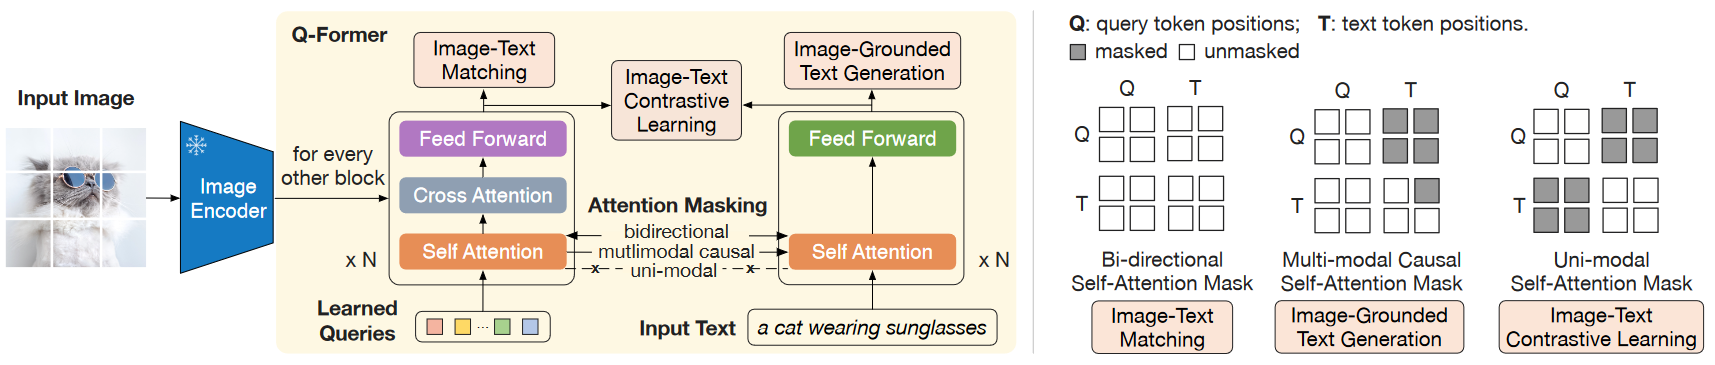 Input Image
Image
Encoder
for every
other block
Q-Former
Image-Text
Matching
Image-Text
Contrastive
Learning
Image-Grounded
Text Generation
Feed Forward
Cross Attention
Self Attention
x N
Attention Masking
bidirectional
mutlimodal causal
uni-modal
x
x
Feed Forward
Self Attention
x N
Learned
Queries
...
Input Text
a cat wearing sunglasses
Q: query token positions; T: text token positions.
masked unmasked
Q T
Q
T
Bi-directional
Self-Attention Mask
Image-Text
Matching
Q T
Q
T
Multi-modal Causal
Self-Attention Mask
Image-Grounded
Text Generation
Q T
Q
T
Uni-modal
Self-Attention Mask
Image-Text
Contrastive Learning